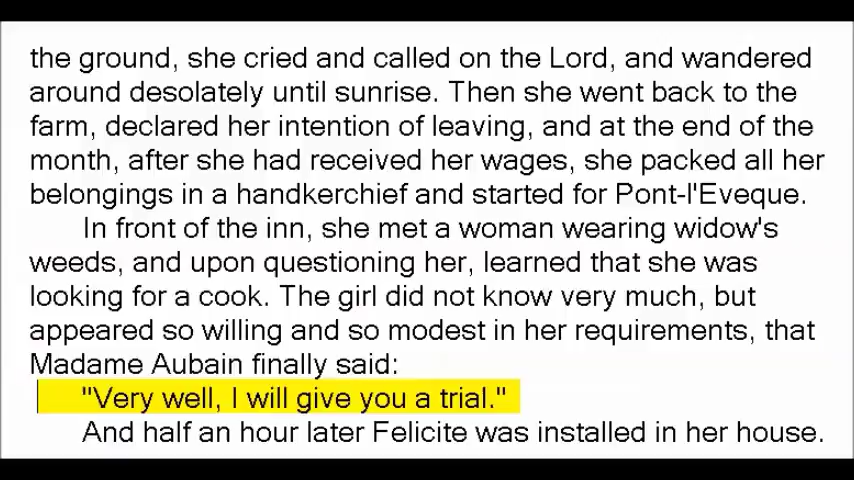 the ground, she cried and called on the Lord, and wandered
around desolately until sunrise. Then she went back to the
farm, declared her intention of leaving, and at the end of the
month, after she had received her wages, she packed all her
belongings in a handkerchief and started for Pont-l'Eveque.
In front of the inn, she met a woman wearing widow's
weeds, and upon questioning her, learned that she was
looking for a cook. The girl did not know very much, but
appeared so willing and so modest in her requirements, that
Madame Aubain finally said:
"Very well, I will give you a trial."
And half an hour later Felicite was installed in her house.